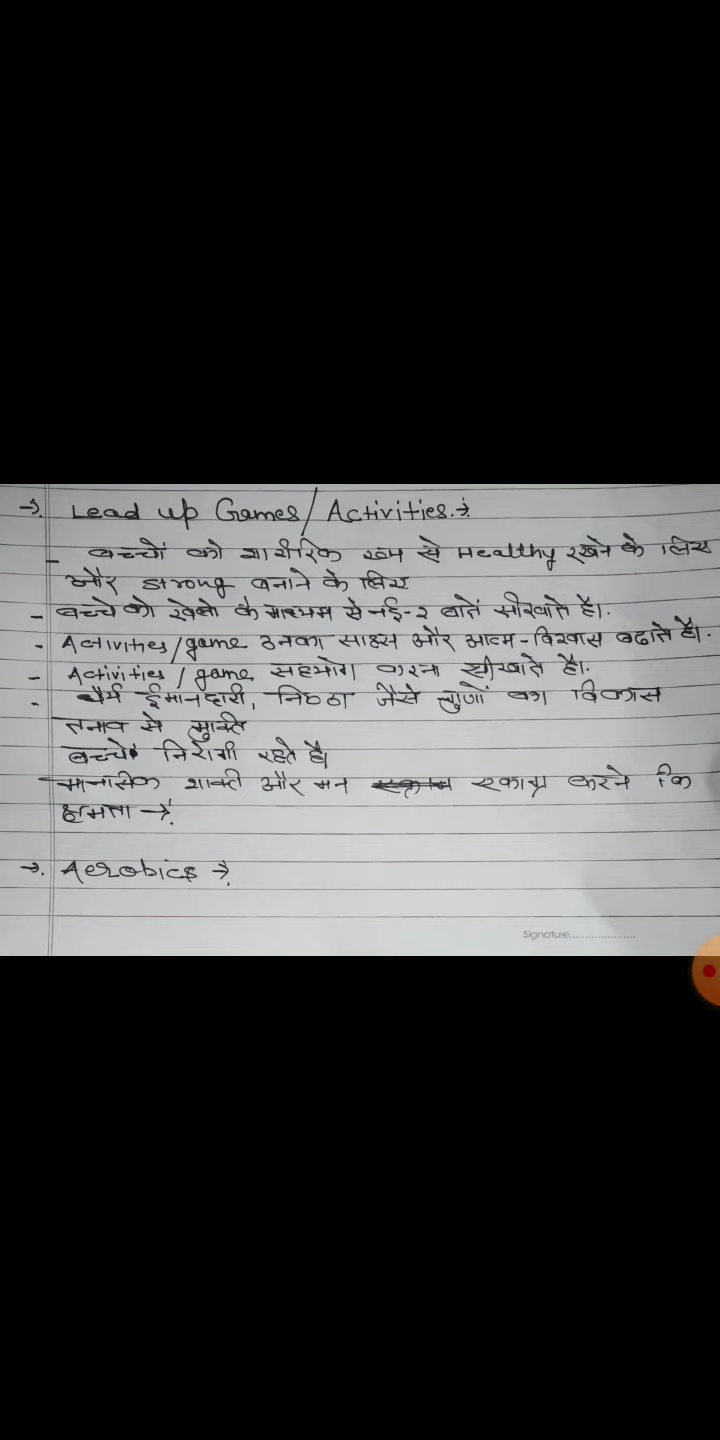 →. Lead up Games/Activities.→.
- बच्चों को शारीरिक रूप से Healthy रखने के लिए
और strong बनाने के लिए
- बच्चे को खेलो के माध्यम से नई-२ बातें सीखाते है।.
- Activities/game उनका साहस और आत्म-विश्वास बढाते है।.
- Activities/game सहयोग करना सीखाते है।.
- धैर्य ईमानदारी, निष्ठा जैसे गुणों का विकास
तनाव से मुक्ति
बच्चे निरोगी रहते है।
मानसिक शक्ती और मन एकाग्र करने कि
क्षमता →.
→. Aerobics →.
Signature....................